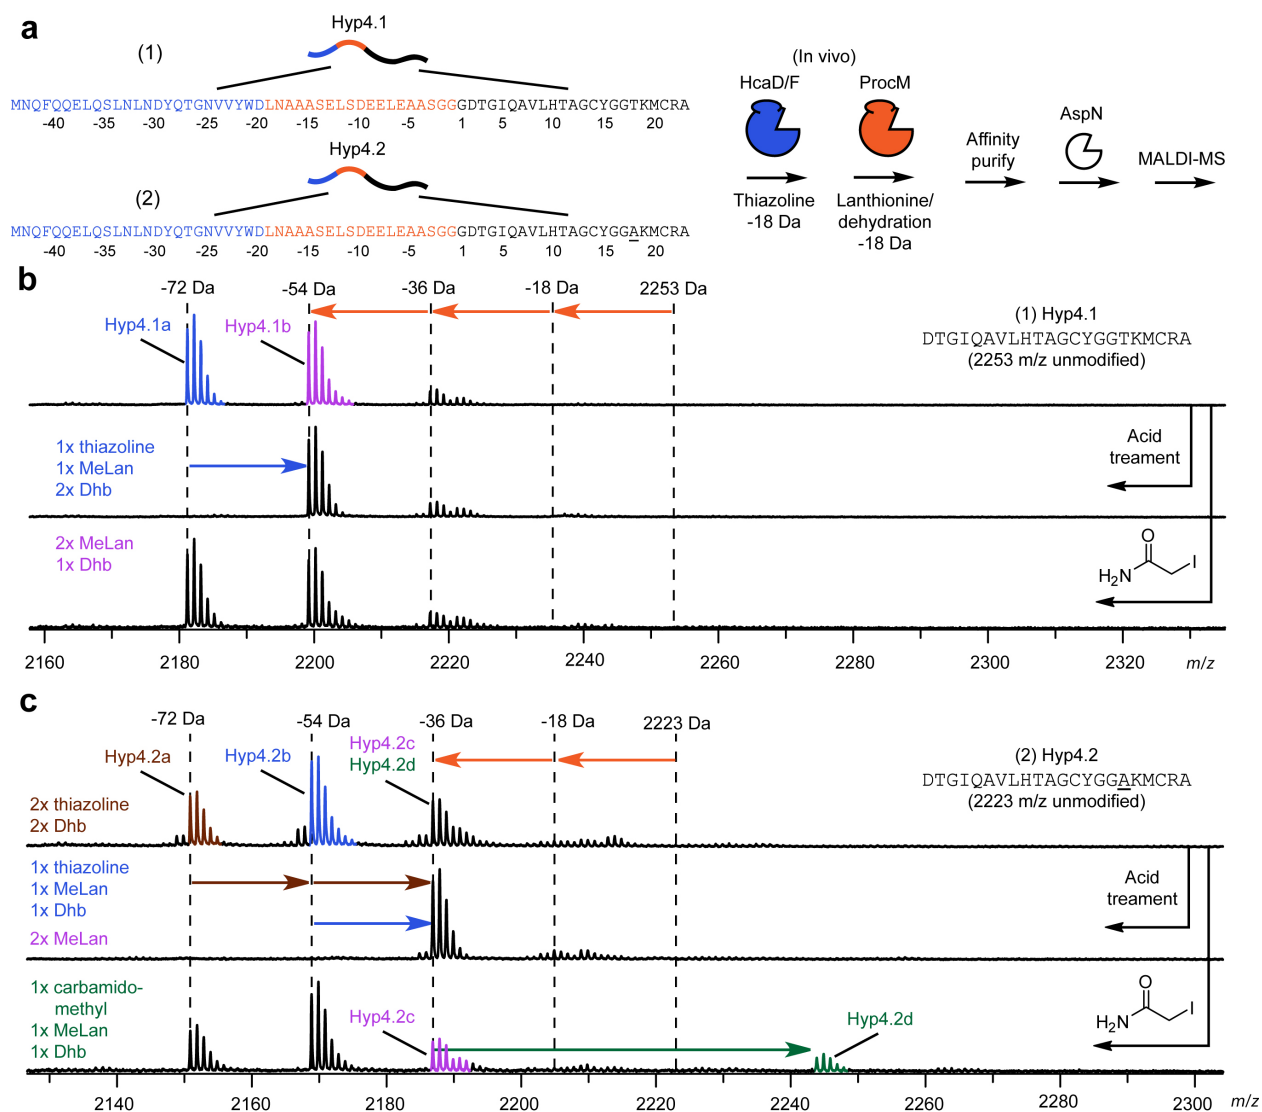 a
Hyp4.1
(1)
MNQFQQELQSLNLNDYQTGNVVYWDLNAAASELSDEELEAASGGGDTGIQAVLHTAGCYGGTKMCRA
-40 -35 -30 -25 -20 -15 -10 -5 1 5 10 15 20
Hyp4.2
(2)
MNQFQQELQSLNLNDYQTGNVVYWDLNAAASELSDEELEAASGGGDTGIQAVLHTAGCYGGAKMCRA
-40 -35 -30 -25 -20 -15 -10 -5 1 5 10 15 20
(In vivo)
HcaD/F ProcM
Thiazoline
-18 Da
Lanthionine/
dehydration
-18 Da
Affinity
purify
AspN
MALDI-MS
b
-72 Da -54 Da -36 Da -18 Da 2253 Da
Hyp4.1a
Hyp4.1b
(1) Hyp4.1
DTGIQAVLHTAGCYGGTKMCRA
(2253 m/z unmodified)
1x thiazoline
1x MeLan
2x Dhb
Acid
treament
2x MeLan
1x Dhb
O
H2N
I
2160 2180 2200 2220 2240 2260 2280 2300 2320 m/z
c
-72 Da -54 Da -36 Da -18 Da 2223 Da
Hyp4.2a
Hyp4.2b
Hyp4.2c
Hyp4.2d
(2) Hyp4.2
DTGIQAVLHTAGCYGGAKMCRA
(2223 m/z unmodified)
2x thiazoline
2x Dhb
1x thiazoline
1x MeLan
1x Dhb
2x MeLan
Acid
treament
1x carbamido-
methyl
1x MeLan
1x Dhb
Hyp4.2c
Hyp4.2d
O
H2N
I
2140 2160 2180 2200 2220 2240 2260 2280 2300 m/z